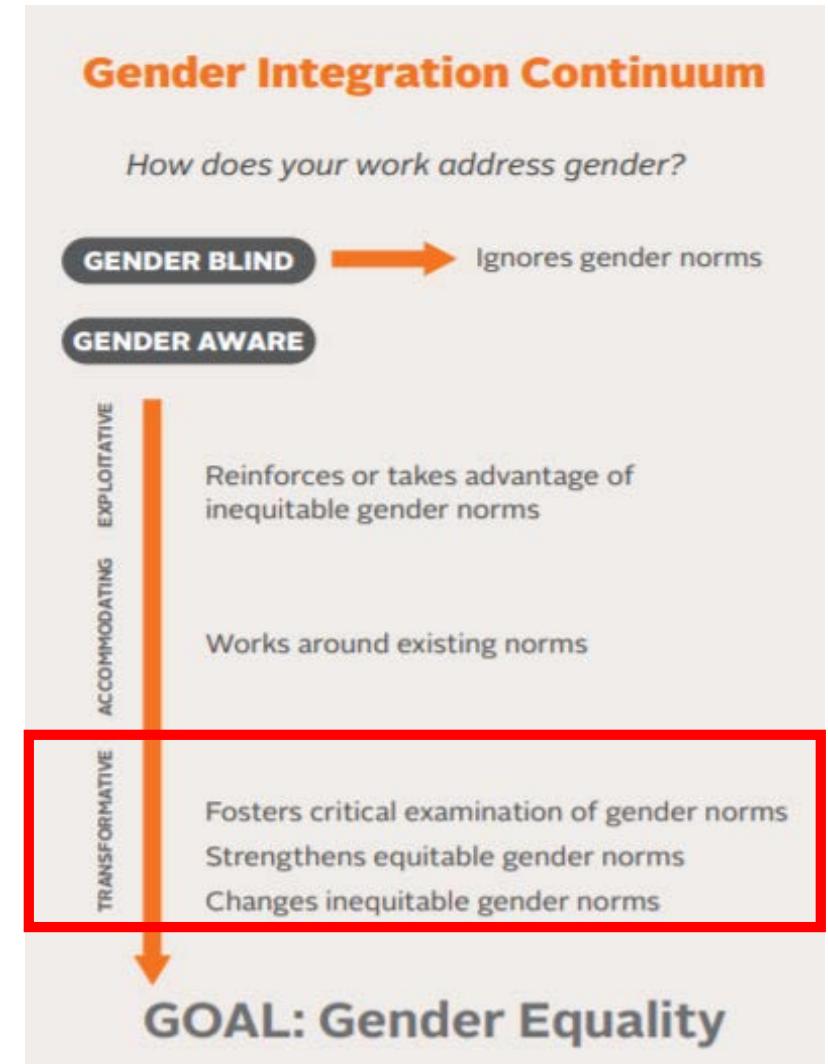 Gender Integration Continuum
How does your work address gender?
GENDER BLIND
Ignores gender norms
GENDER AWARE
EXPLOITATIVE
Reinforces or takes advantage of
inequitable gender norms
ACCOMMODATING
Works around existing norms
TRANSFORMATIVE
Fosters critical examination of gender norms
Strengthens equitable gender norms
Changes inequitable gender norms
GOAL: Gender Equality